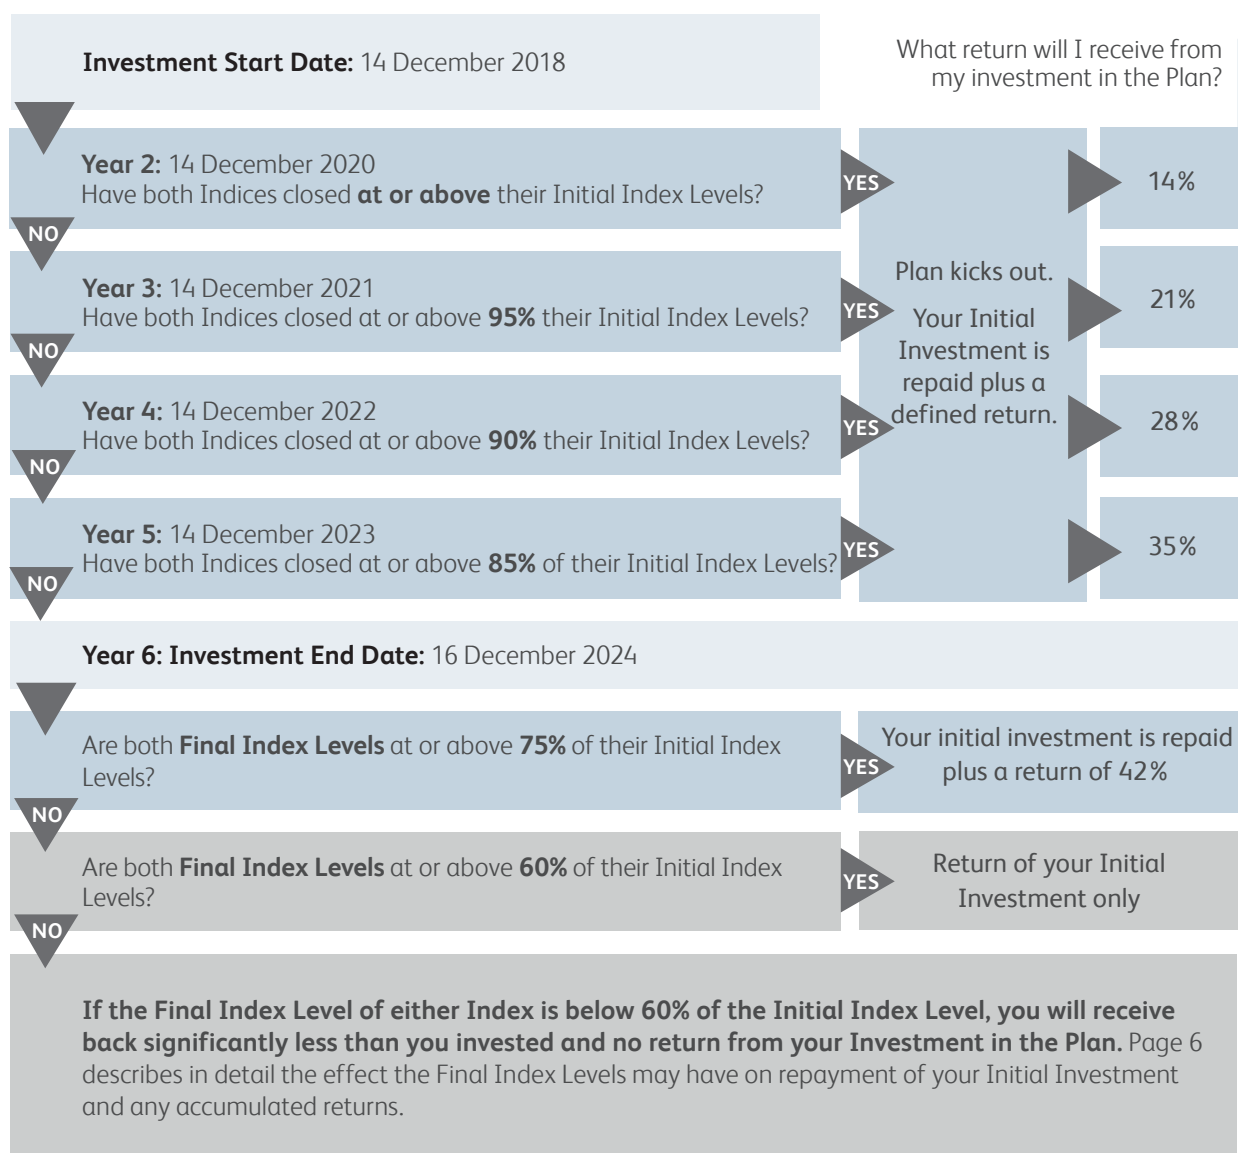 Investment Start Date: 14 December 2018
What return will I receive from
my investment in the Plan?
Year 2: 14 December 2020
Have both Indices closed at or above their Initial Index Levels?
YES
14%
NO
Year 3: 14 December 2021
Have both Indices closed at or above 95% their Initial Index Levels?
YES
21%
NO
Year 4: 14 December 2022
Have both Indices closed at or above 90% their Initial Index Levels?
YES
28%
NO
Year 5: 14 December 2023
Have both Indices closed at or above 85% of their Initial Index Levels?
YES
35%
NO
Plan kicks out.
Your Initial
Investment is
repaid plus a
defined return.
Year 6: Investment End Date: 16 December 2024
Are both Final Index Levels at or above 75% of their Initial Index
Levels?
YES
Your initial investment is repaid
plus a return of 42%
NO
Are both Final Index Levels at or above 60% of their Initial Index
Levels?
YES
Return of your Initial
Investment only
NO
If the Final Index Level of either Index is below 60% of the Initial Index Level, you will receive
back significantly less than you invested and no return from your Investment in the Plan. Page 6
describes in detail the effect the Final Index Levels may have on repayment of your Initial Investment
and any accumulated returns.